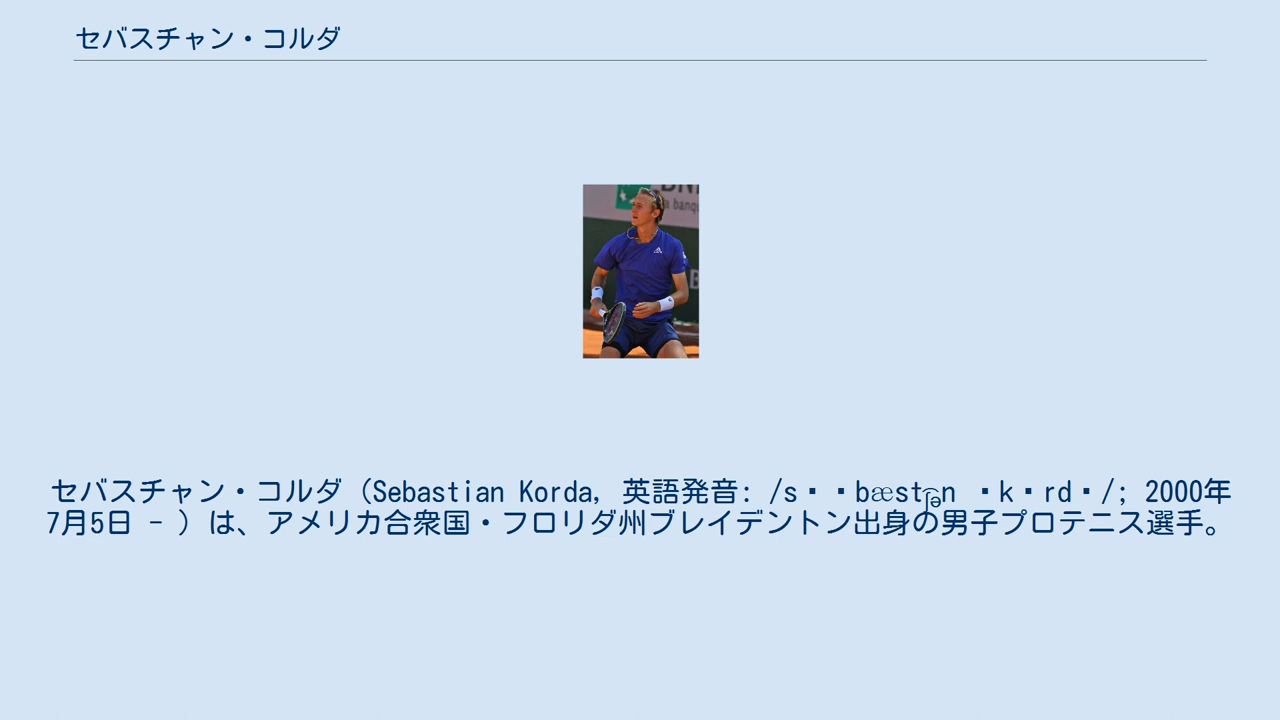 セバスチャン・コルダ
セバスチャン・コルダ（Sebastian Korda, 英語発音: /s··bæst͡ʃən ·k·rd·/; 2000年
7月5日 - ）は、アメリカ合衆国・フロリダ州ブレイデントン出身の男子プロテニス選手。